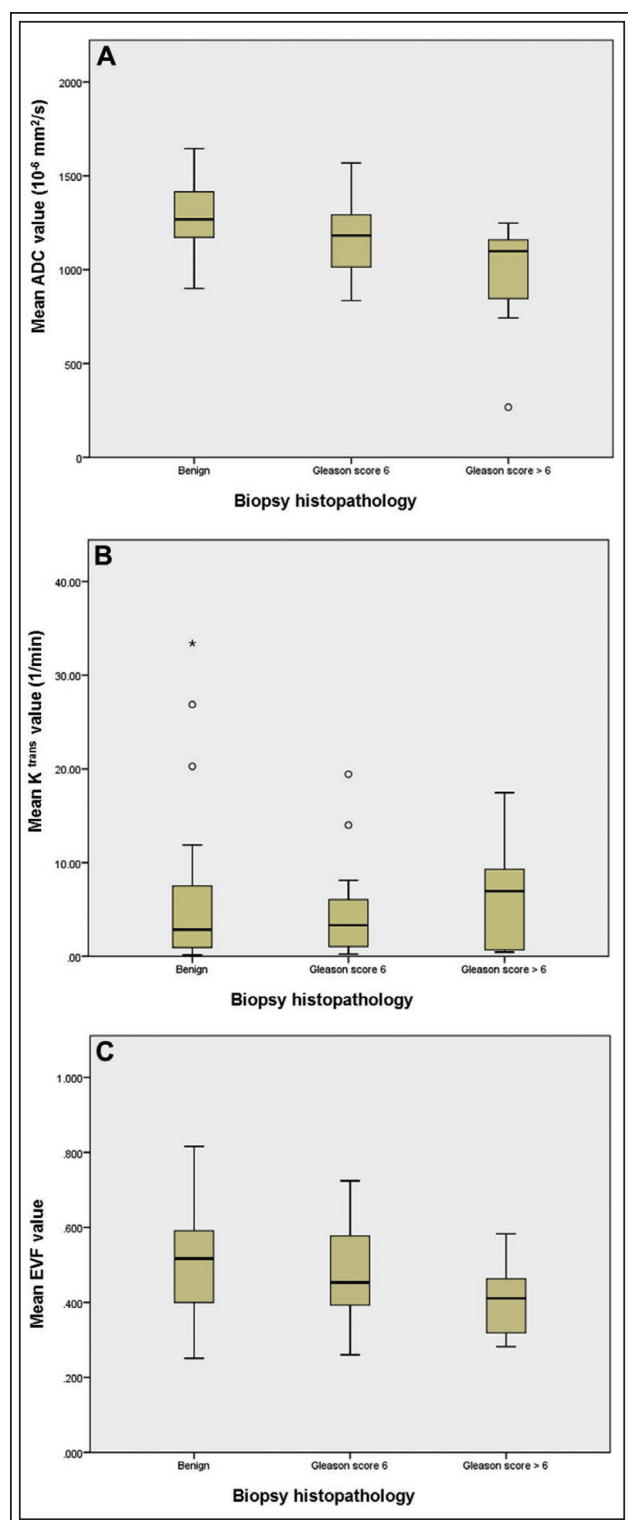 A
2000
1500
1000
500
0
Mean ADC value (10⁻⁶ mm²/s)
Benign Gleason score 6 Gleason score > 6
Biopsy histopathology
B
40.00
30.00
20.00
10.00
.00
Mean K trans value (1/min)
Benign Gleason score 6 Gleason score > 6
Biopsy histopathology
C
1.000
.800
.600
.400
.200
.000
Mean EVF value
Benign Gleason score 6 Gleason score > 6
Biopsy histopathology